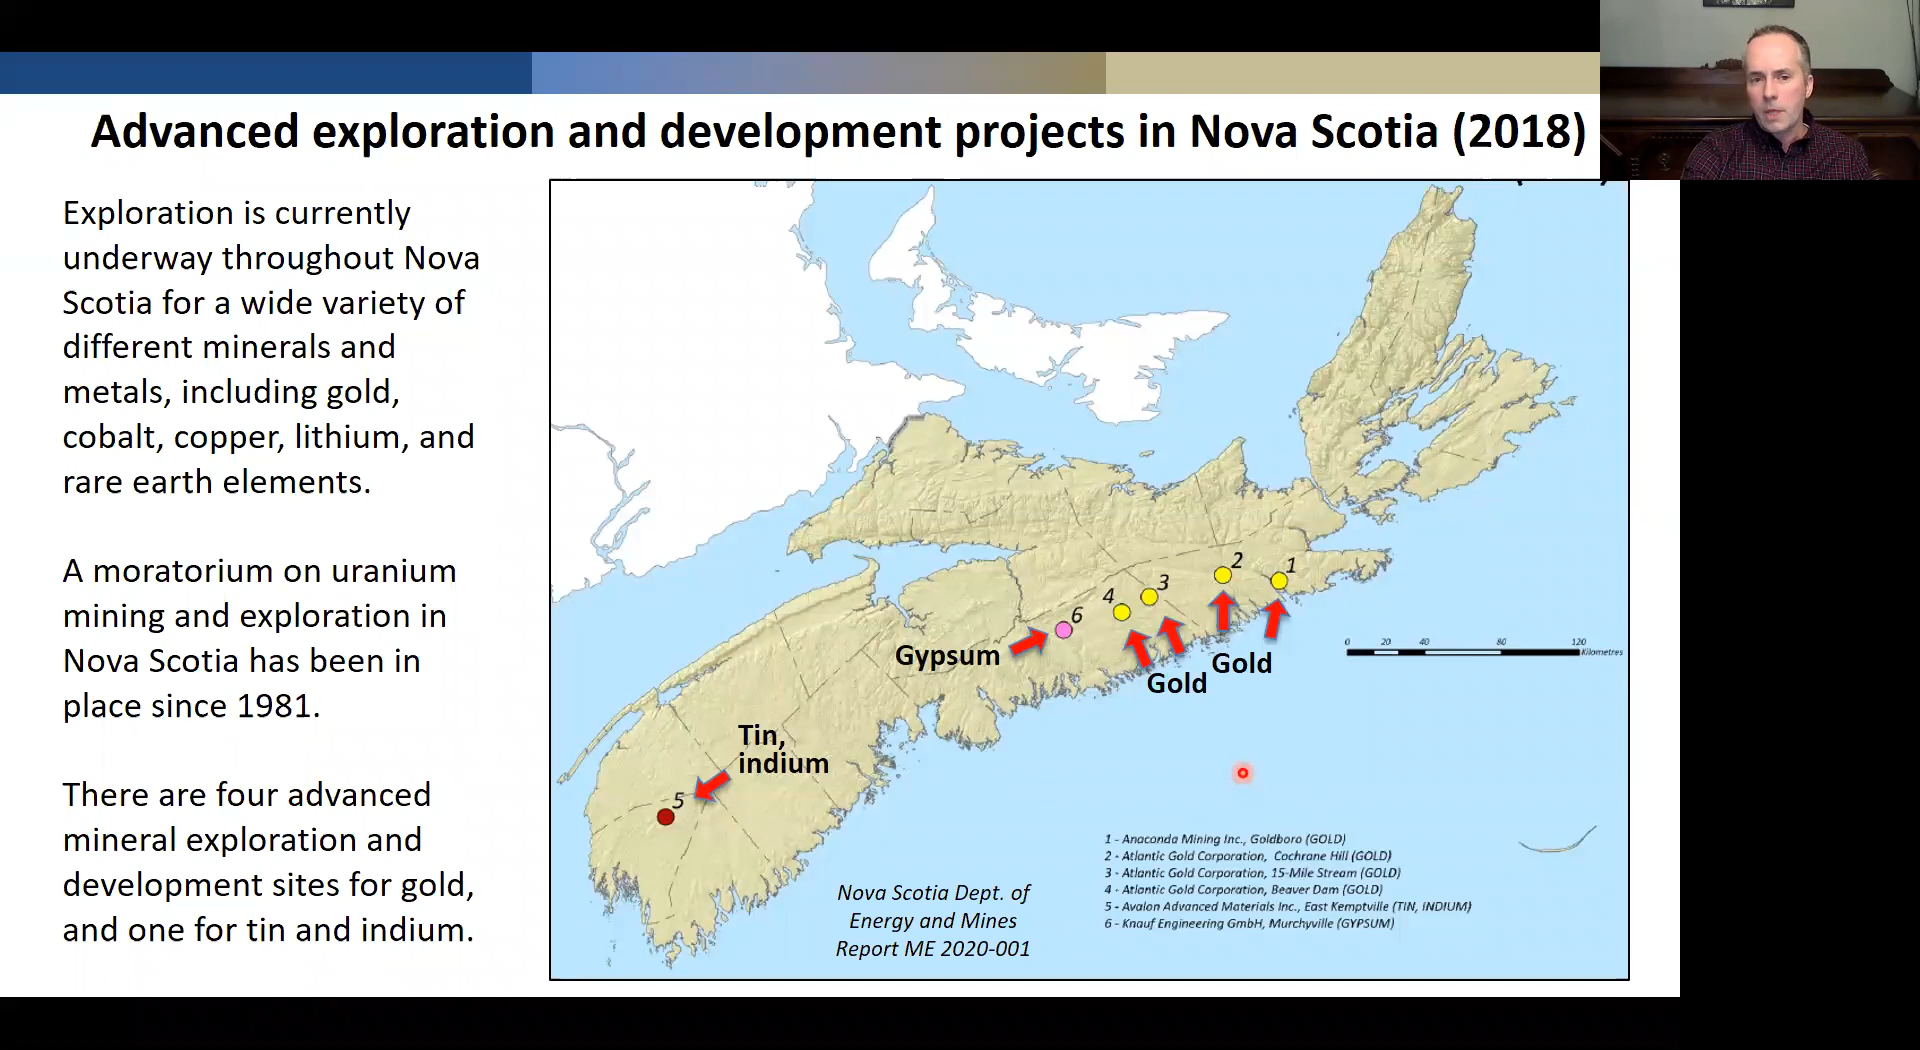 Advanced exploration and development projects in Nova Scotia (2018)
Exploration is currently
underway throughout Nova
Scotia for a wide variety of
different minerals and
metals, including gold,
cobalt, copper, lithium, and
rare earth elements.
A moratorium on uranium
mining and exploration in
Nova Scotia has been in
place since 1981.
There are four advanced
mineral exploration and
development sites for gold,
and one for tin and indium.
2
1
3
4
6
Gypsum
Gold
Gold
0 20 40 80 120
Kilometres
Tin,
indium
5
1 - Anaconda Mining Inc., Goldboro (GOLD)
2 - Atlantic Gold Corporation, Cochrane Hill (GOLD)
3 - Atlantic Gold Corporation, 15-Mile Stream (GOLD)
4 - Atlantic Gold Corporation, Beaver Dam (GOLD)
5 - Avalon Advanced Materials Inc., East Kemptville (TIN, INDIUM)
6 - Knauf Engineering GmbH, Murchyville (GYPSUM)
Nova Scotia Dept. of
Energy and Mines
Report ME 2020-001